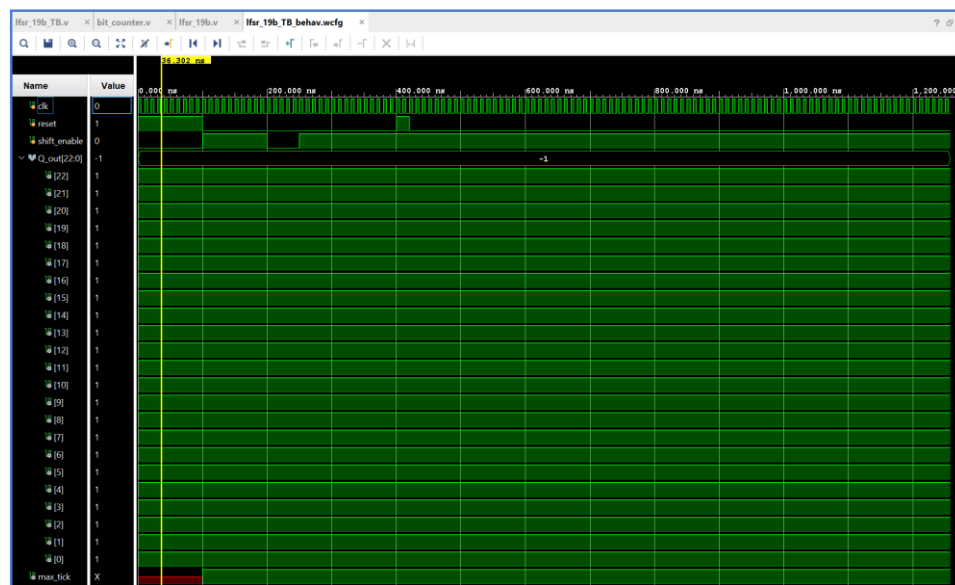 lfsr_19b_TB.v × bit_counter.v × lfsr_19b.v × lfsr_19b_TB_behav.wcfg × ?
36.302 ns
Name Value 0.000 ns 200.000 ns 400.000 ns 600.000 ns 800.000 ns 1,000.000 ns 1,200.000
clk 0
reset 1
shift_enable 0
Q_out[22:0] -1 -1
[22] 1
[21] 1
[20] 1
[19] 1
[18] 1
[17] 1
[16] 1
[15] 1
[14] 1
[13] 1
[12] 1
[11] 1
[10] 1
[9] 1
[8] 1
[7] 1
[6] 1
[5] 1
[4] 1
[3] 1
[2] 1
[1] 1
[0] 1
max_tick X